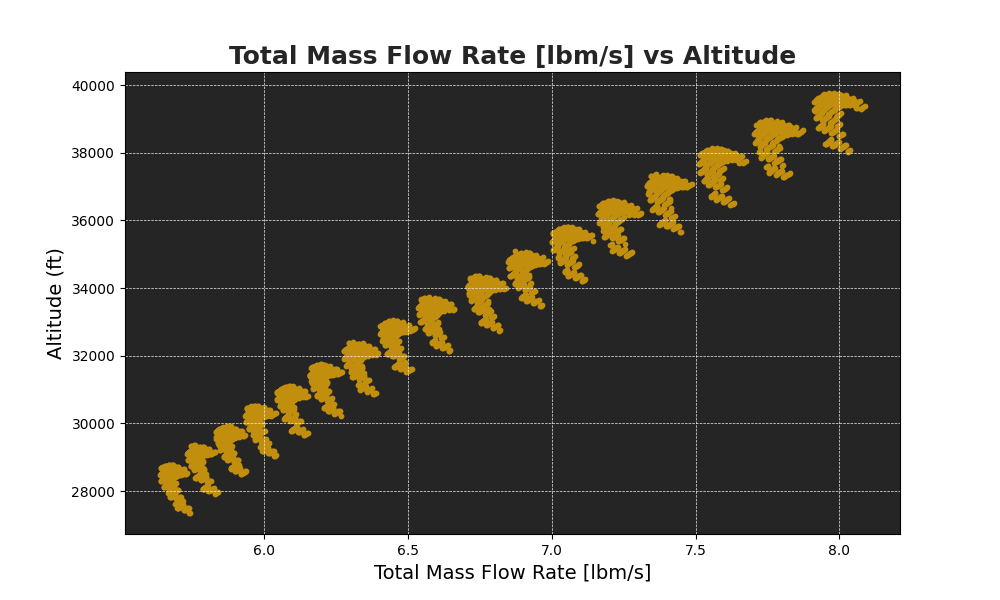 Total Mass Flow Rate [lbm/s] vs Altitude
40000
38000
36000
34000
32000
30000
28000
Altitude (ft)
6.0 6.5 7.0 7.5 8.0
Total Mass Flow Rate [lbm/s]